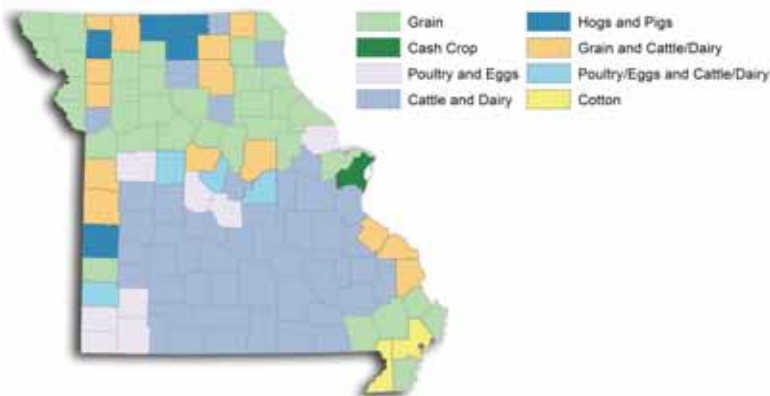 Grain
Cash Crop
Poultry and Eggs
Cattle and Dairy
Hogs and Pigs
Grain and Cattle/Dairy
Poultry/Eggs and Cattle/Dairy
Cotton